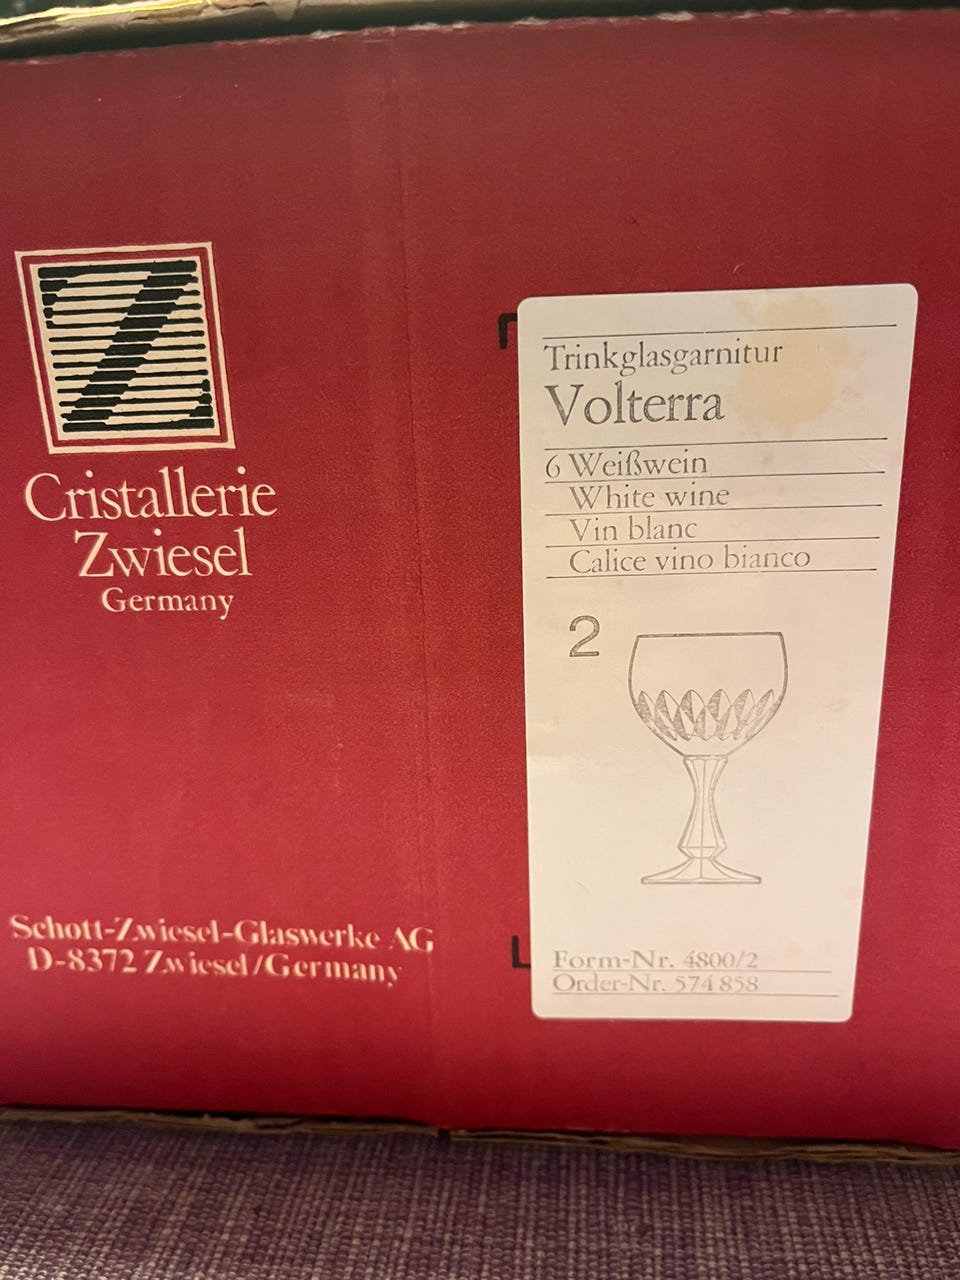 Cristallerie
Zwiesel
Germany
Schott-Zwiesel-Glaswerke AG
D-8372 Zwiesel/Germany
Trinkglasgarnitur
Volterra
6 Weißwein
White wine
Vin blanc
Calice vino bianco
2
Form-Nr. 4800/2
Order-Nr. 574 858